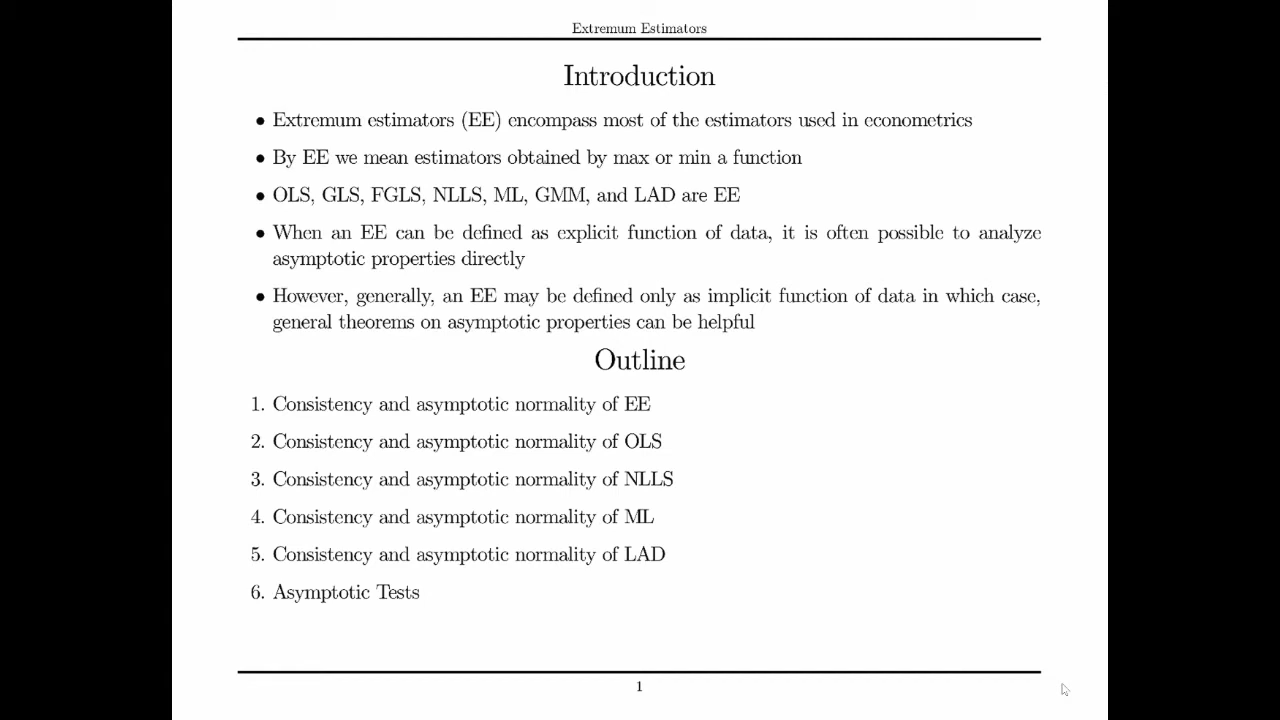 Extremum Estimators
Introduction
• Extremum estimators (EE) encompass most of the estimators used in econometrics
• By EE we mean estimators obtained by max or min a function
• OLS, GLS, FGLS, NLLS, ML, GMM, and LAD are EE
• When an EE can be defined as explicit function of data, it is often possible to analyze
asymptotic properties directly
• However, generally, an EE may be defined only as implicit function of data in which case,
general theorems on asymptotic properties can be helpful
Outline
1. Consistency and asymptotic normality of EE
2. Consistency and asymptotic normality of OLS
3. Consistency and asymptotic normality of NLLS
4. Consistency and asymptotic normality of ML
5. Consistency and asymptotic normality of LAD
6. Asymptotic Tests
1